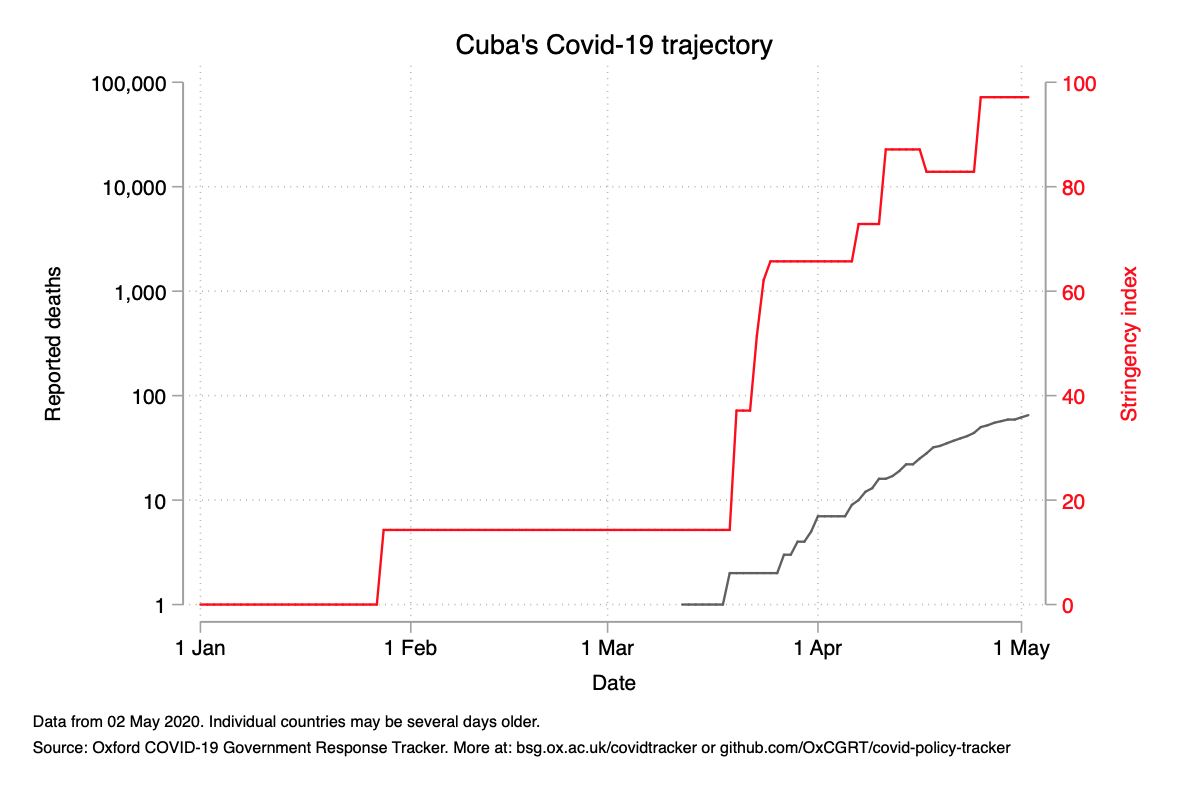 Cuba's Covid-19 trajectory
100,000
10,000
1,000
100
10
1
Reported deaths
100
80
60
40
20
0
Stringency index
1 Jan
1 Feb
1 Mar
1 Apr
1 May
Date
Data from 02 May 2020. Individual countries may be several days older.
Source: Oxford COVID-19 Government Response Tracker. More at: bsg.ox.ac.uk/covidtracker or github.com/OxCGRT/covid-policy-tracker